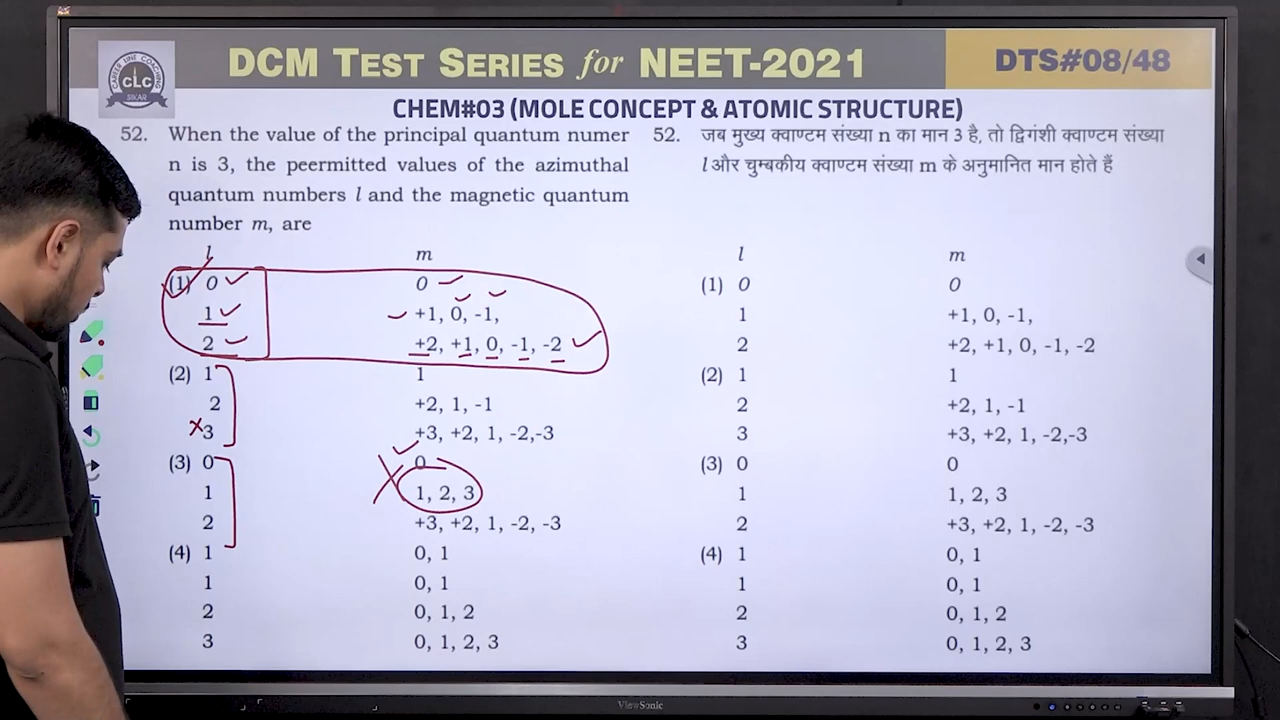 DCM TEST SERIES for NEET-2021
DTS#08/48
CAREER LINE COACHING
CLC
SIKAR
CHEM#03 (MOLE CONCEPT & ATOMIC STRUCTURE)
52. When the value of the principal quantum numer
n is 3, the peermitted values of the azimuthal
quantum numbers l and the magnetic quantum
number m, are
l m
(1) 0 0
1 +1, 0, -1,
2 +2, +1, 0, -1, -2
(2) 1 1
2 +2, 1, -1
3 +3, +2, 1, -2,-3
(3) 0 0
1 1, 2, 3
2 +3, +2, 1, -2, -3
(4) 1 0, 1
1 0, 1
2 0, 1, 2
3 0, 1, 2, 3
52. जब मुख्य क्वाण्टम संख्या n का मान 3 है, तो द्विगंशी क्वाण्टम संख्या
l और चुम्बकीय क्वाण्टम संख्या m के अनुमानित मान होते हैं
l m
(1) 0 0
1 +1, 0, -1,
2 +2, +1, 0, -1, -2
(2) 1 1
2 +2, 1, -1
3 +3, +2, 1, -2,-3
(3) 0 0
1 1, 2, 3
2 +3, +2, 1, -2, -3
(4) 1 0, 1
1 0, 1
2 0, 1, 2
3 0, 1, 2, 3
ViewSonic